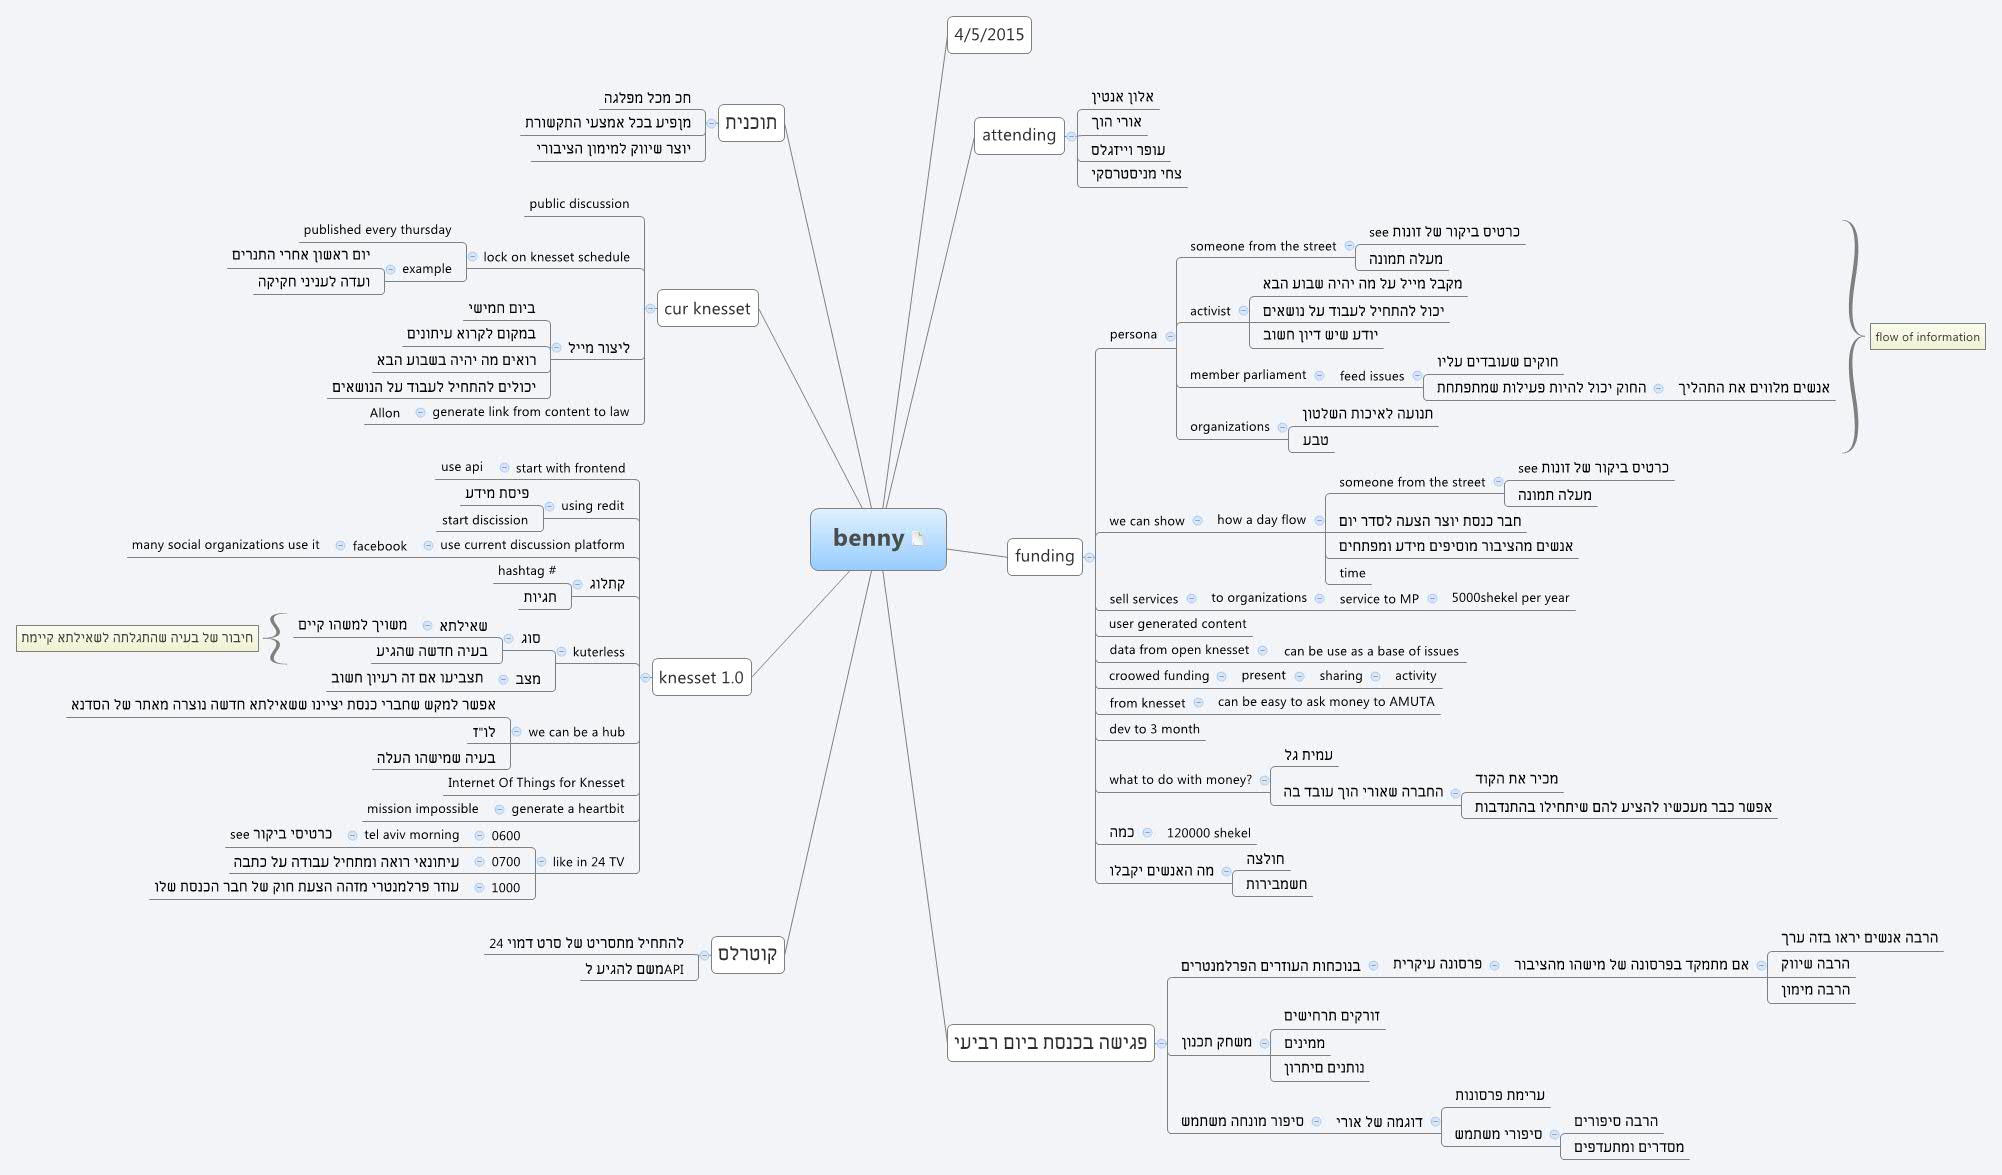 benny
4/5/2015
attending
אלון אנטין
אורי הוך
עופר וייזגלס
צחי מניסטרסקי
funding
persona
someone from the street
see כרטיס ביקור של זונות
מעלה תמונה
activist
מקבל מייל על מה יהיה שבוע הבא
יכול להתחיל לעבוד על נושאים
יודע שיש דיון חשוב
member parliament
feed issues
חוקים שעובדים עליו
החוק יכול להיות פעילות שמתפתחת
אנשים מלווים את התהליך
organizations
תנועה לאיכות השלטון
טבע
flow of information
we can show
how a day flow
someone from the street
see כרטיס ביקור של זונות
מעלה תמונה
חבר כנסת יוצר הצעה לסדר יום
אנשים מהציבור מוסיפים מידע ומפתחים
time
sell services
to organizations
service to MP
5000shekel per year
user generated content
data from open knesset
can be use as a base of issues
croowed funding
present
sharing
activity
from knesset
can be easy to ask money to AMUTA
dev to 3 month
what to do with money?
עמית גל
החברה שאורי הוך עובד בה
מכיר את הקוד
אפשר כבר מעכשיו להציע להם שיתחילו בהתנדבות
כמה
120000 shekel
מה האנשים יקבלו
חולצה
חשמבירות
פגישה בכנסת ביום רביעי
בנוכחות העוזרים הפרלמנטרים
פרסונה עיקרית
אם מתמקד בפרסונה של מישהו מהציבור
הרבה אנשים יראו בזה ערך
הרבה שיווק
הרבה מימון
משחק תכנון
זורקים תרחישים
ממינים
נותנים סיתרון
סיפור מונחה משתמש
דוגמה של אורי
ערימת פרסונות
סיפורי משתמש
הרבה סיפורים
מסדרים ומתעדפים
תוכנית
חכ מכל מפלגה
מןפיע בכל אמצעי התקשורת
יוצר שיווק למימון הציבורי
cur knesset
public discussion
lock on knesset schedule
published every thursday
example
יום ראשון אחרי התנרים
ועדה לעניני חקיקה
ליצור מייל
ביום חמישי
במקום לקרוא עיתונים
רואים מה יהיה בשבוע הבא
יכולים להתחיל לעבוד על הנושאים
generate link from content to law
Allon
knesset 1.0
start with frontend
use api
using redit
פיסת מידע
start discission
use current discussion platform
facebook
many social organizations use it
קתלוג
hashtag #
תגיות
kuterless
סוג
שאילתא
משויך למשהו קיים
בעיה חדשה שהגיע
חיבור של בעיה שהתגלתה לשאילתא קיימת
מצב
תצביעו אם זה רעיון חשוב
we can be a hub
אפשר למקש שחברי כנסת יציינו ששאילתא חדשה נוצרה מאתר של הסדנא
לו"ז
בעיה שמישהו העלה
Internet Of Things for Knesset
generate a heartbit
mission impossible
like in 24 TV
0600
tel aviv morning
see כרטיסי ביקור
0700
עיתונאי רואה ומתחיל עבודה על כתבה
1000
עוזר פרלמנטרי מזהה הצעת חוק של חבר הכנסת שלו
קוטרלס
להתחיל מתסריט של סרט דמוי 24
משם להגיע לAPI